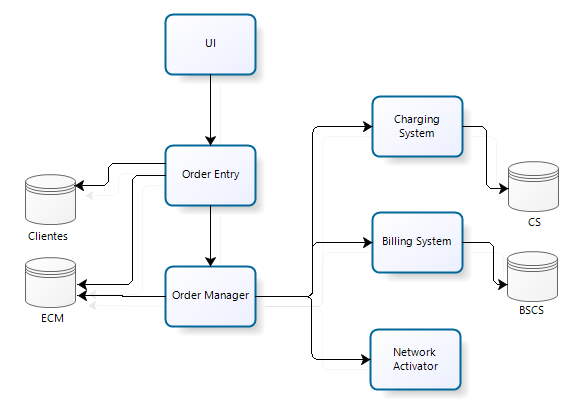 UI
Charging
System
Order Entry
Clientes
CS
Billing System
Order Manager
BSCS
ECM
Network
Activator